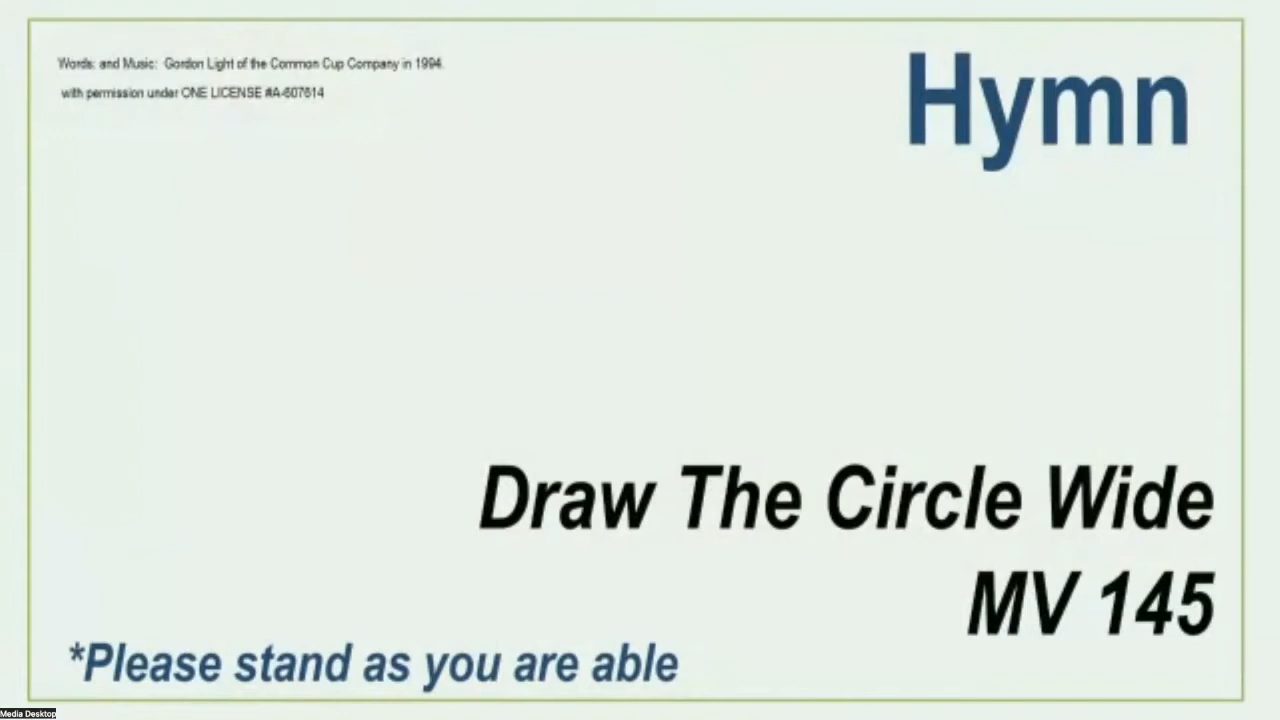 Words: and Music: Gordon Light of the Common Cup Company in 1994.
with permission under ONE LICENSE #A-607614
Hymn
Draw The Circle Wide
MV 145
*Please stand as you are able
Media Desktop